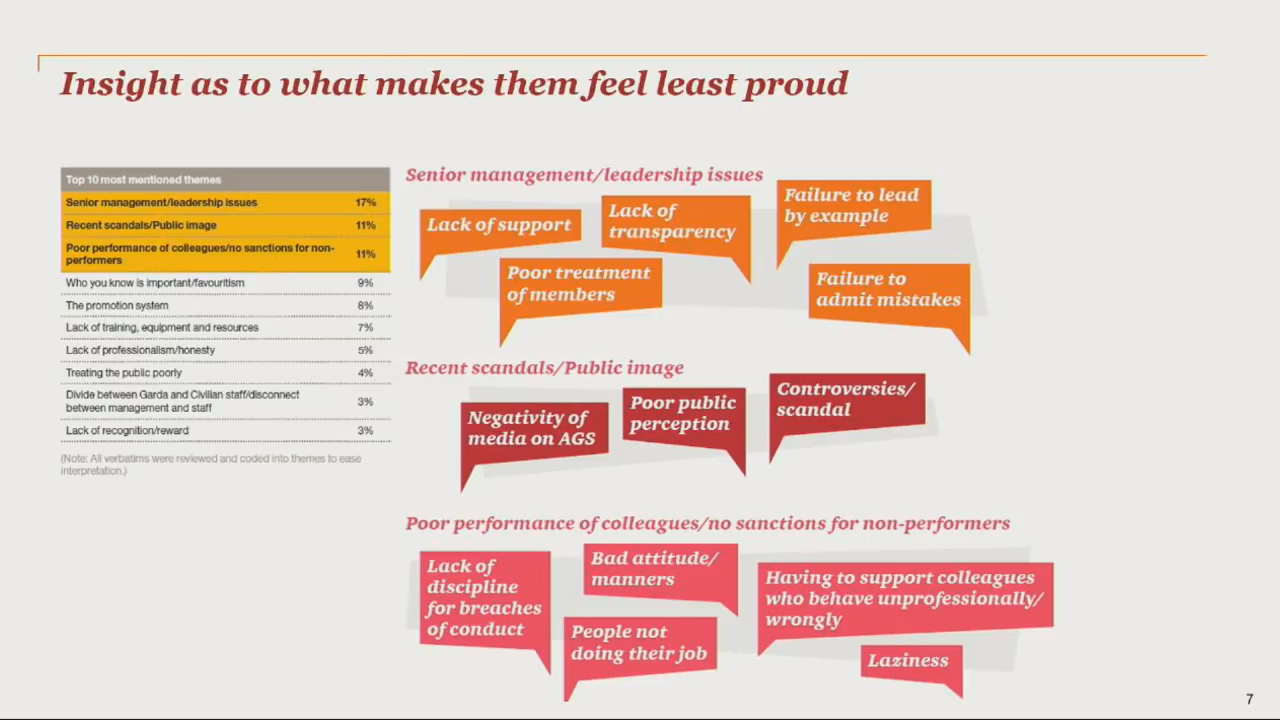 Insight as to what makes them feel least proud
Top 10 most mentioned themes
Senior management/leadership issues 17%
Recent scandals/Public image 11%
Poor performance of colleagues/no sanctions for non-
performers 11%
Who you know is important/favouritism 9%
The promotion system 8%
Lack of training, equipment and resources 7%
Lack of professionalism/honesty 5%
Treating the public poorly 4%
Divide between Garda and Civilian staff/disconnect
between management and staff 3%
Lack of recognition/reward 3%
(Note: All verbatims were reviewed and coded into themes to ease
interpretation.)
Senior management/leadership issues
Lack of support
Lack of
transparency
Failure to lead
by example
Poor treatment
of members
Failure to
admit mistakes
Recent scandals/Public image
Negativity of
media on AGS
Poor public
perception
Controversies/
scandal
Poor performance of colleagues/no sanctions for non-performers
Lack of
discipline
for breaches
of conduct
Bad attitude/
manners
People not
doing their job
Having to support colleagues
who behave unprofessionally/
wrongly
Laziness
7